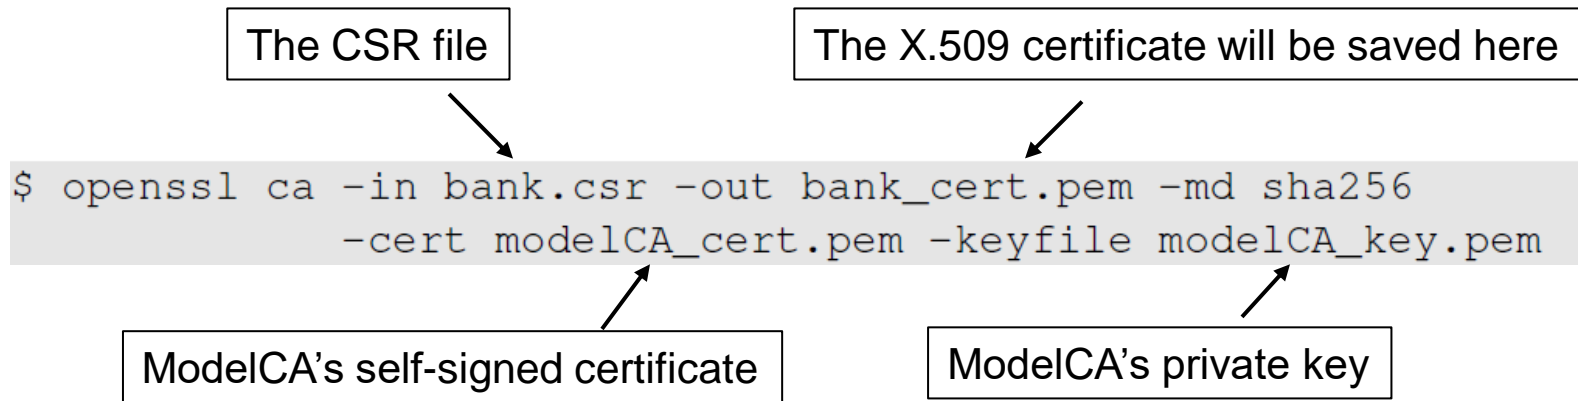 The CSR file
The X.509 certificate will be saved here
$ openssl ca -in bank.csr -out bank_cert.pem -md sha256
-cert modelCA_cert.pem -keyfile modelCA_key.pem
ModelCA’s self-signed certificate
ModelCA’s private key